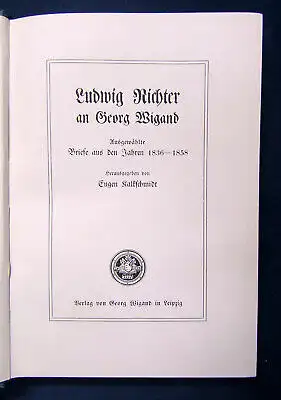 Ludwig Richter
an Georg Wigand
Ausgewählte
Briefe aus den Jahren 1836—1858
Herausgegeben von
Eugen Kalkschmidt
Verlag von Georg Wigand in Leipzig